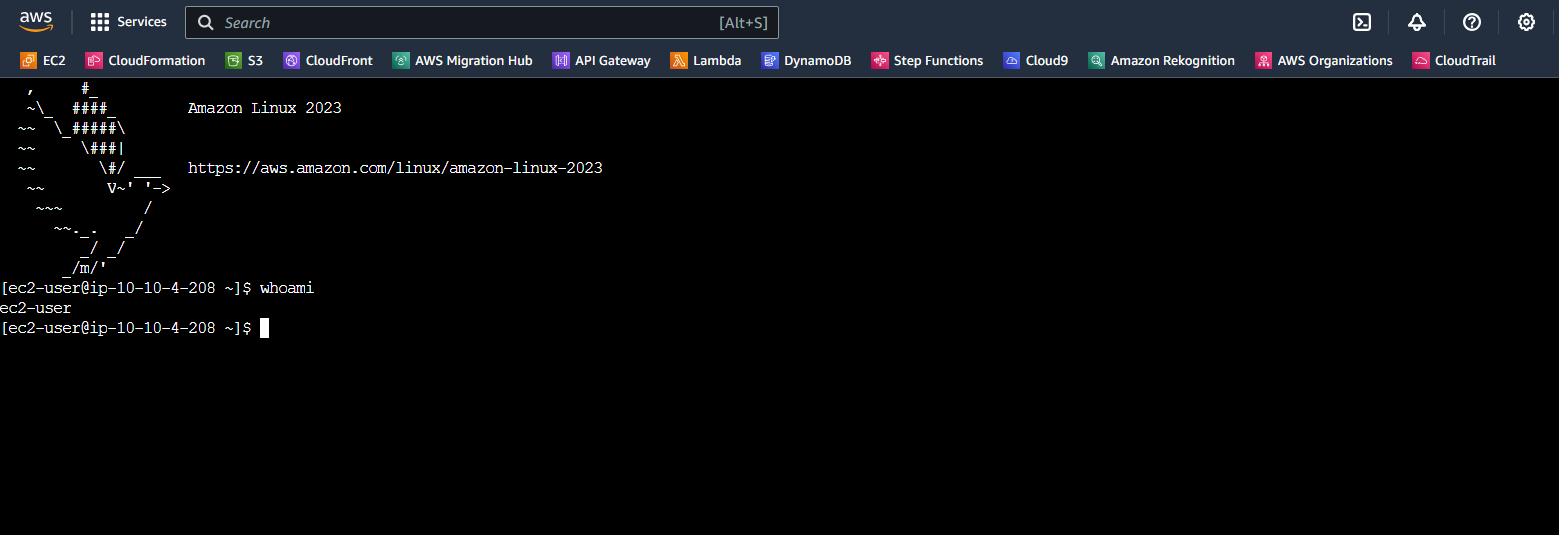 aws Services Search [Alt+S]
EC2 CloudFormation S3 CloudFront AWS Migration Hub API Gateway Lambda DynamoDB Step Functions Cloud9 Amazon Rekognition AWS Organizations CloudTrail
   ,     #_
   ~\_  ####_        Amazon Linux 2023
  ~~  \_#####\
  ~~     \###|
  ~~       \#/ ___   https://aws.amazon.com/linux/amazon-linux-2023
   ~~       V~' '->
    ~~~         /
      ~~._.   _/
         _/ _/
       _/m/'
[ec2-user@ip-10-10-4-208 ~]$ whoami
ec2-user
[ec2-user@ip-10-10-4-208 ~]$